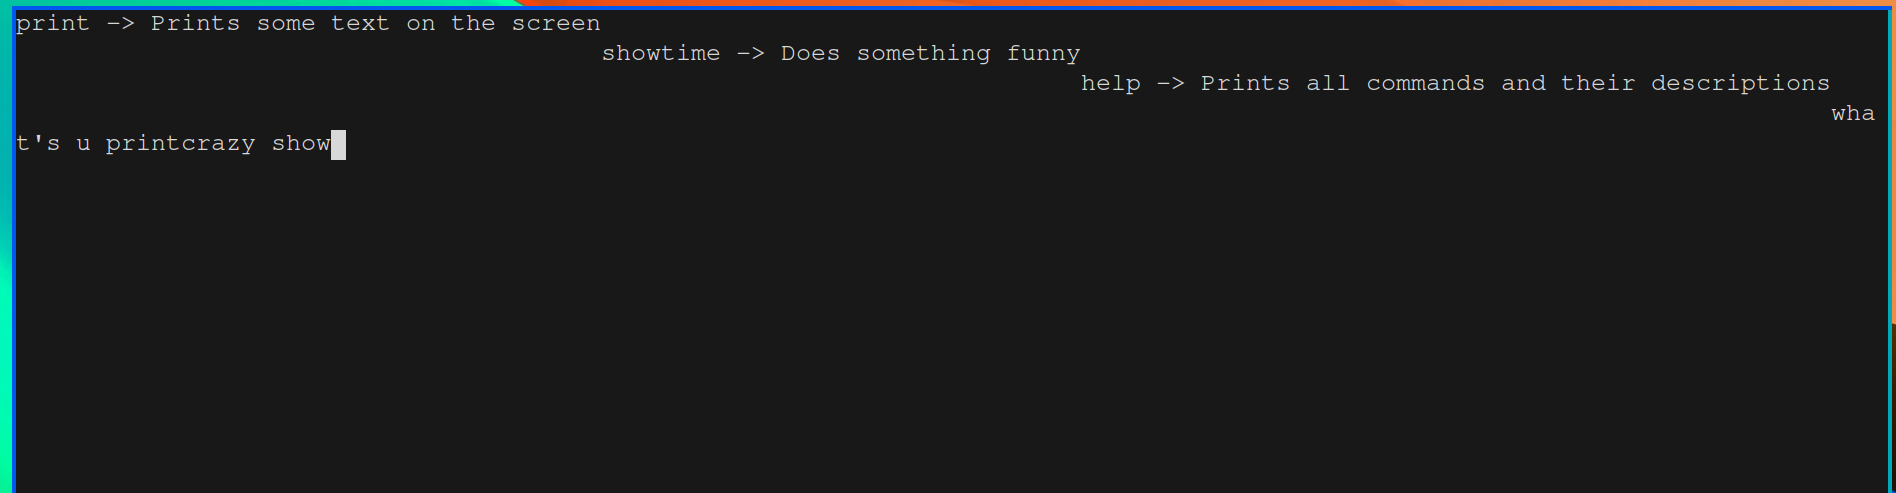 print -> Prints some text on the screen
showtime -> Does something funny
help -> Prints all commands and their descriptions
wha
t's u printcrazy show